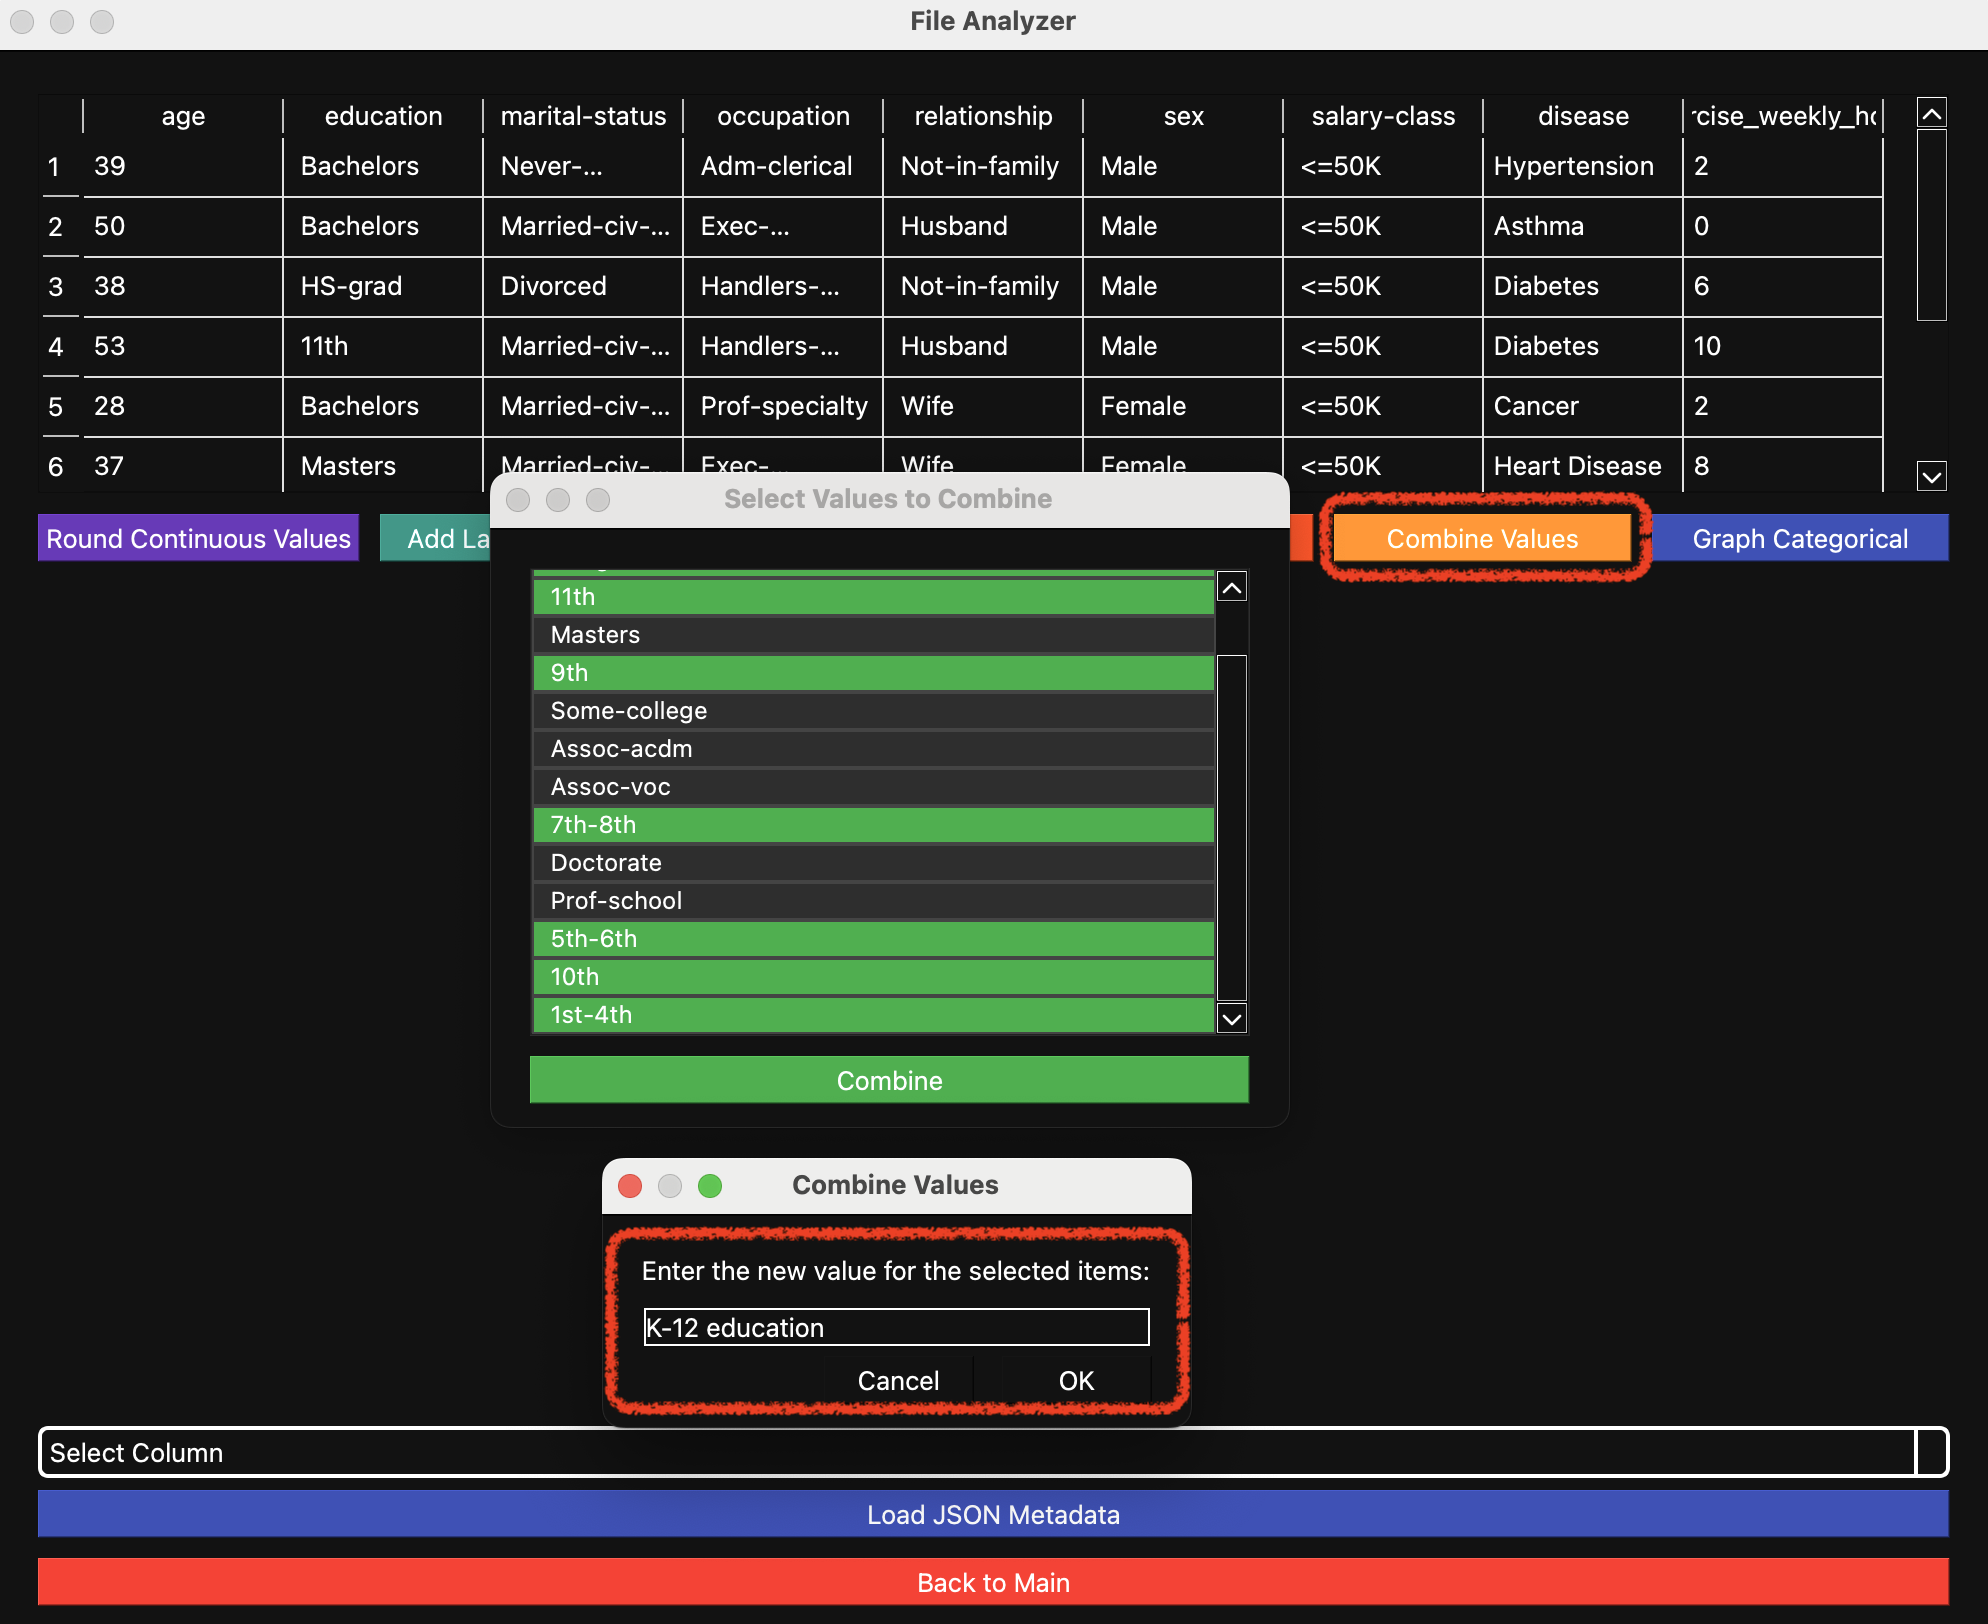 File Analyzer
age education marital-status occupation relationship sex salary-class disease rcise_weekly_ho
1 39 Bachelors Never-... Adm-clerical Not-in-family Male <=50K Hypertension 2
2 50 Bachelors Married-civ-... Exec-... Husband Male <=50K Asthma 0
3 38 HS-grad Divorced Handlers-... Not-in-family Male <=50K Diabetes 6
4 53 11th Married-civ-... Handlers-... Husband Male <=50K Diabetes 10
5 28 Bachelors Married-civ-... Prof-specialty Wife Female <=50K Cancer 2
6 37 Masters Married-civ-... Exec-... Wife Female <=50K Heart Disease 8
Round Continuous Values Add La Combine Values Graph Categorical
Select Values to Combine
11th
Masters
9th
Some-college
Assoc-acdm
Assoc-voc
7th-8th
Doctorate
Prof-school
5th-6th
10th
1st-4th
Combine
Combine Values
Enter the new value for the selected items:
K-12 education
Cancel OK
Select Column
Load JSON Metadata
Back to Main